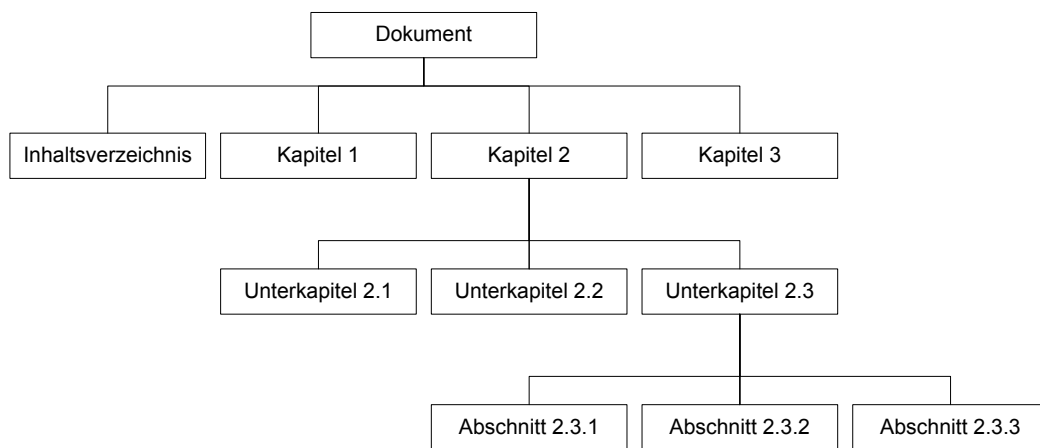 Dokument
Inhaltsverzeichnis
Kapitel 1
Kapitel 2
Kapitel 3
Unterkapitel 2.1
Unterkapitel 2.2
Unterkapitel 2.3
Abschnitt 2.3.1
Abschnitt 2.3.2
Abschnitt 2.3.3